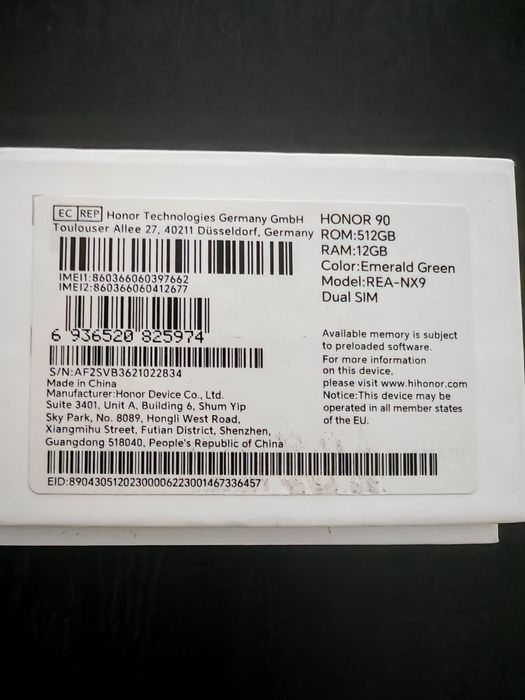 EC REP Honor Technologies Germany GmbH
Toulouser Allee 27, 40211 Düsseldorf, Germany
IMEI1:860366060397662
IMEI2:860366060412677
6 936520 825974
S/N:AF2SVB3621022834
Made in China
Manufacturer:Honor Device Co., Ltd.
Suite 3401, Unit A, Building 6, Shum Yip
Sky Park, No. 8089, Hongli West Road,
Xiangmihu Street, Futian District, Shenzhen,
Guangdong 518040, People's Republic of China
EID:89043051202300006223001467336457
HONOR 90
ROM:512GB
RAM:12GB
Color:Emerald Green
Model:REA-NX9
Dual SIM
Available memory is subject
to preloaded software.
For more information
on this device,
please visit www.hihonor.com
Notice:This device may be
operated in all member states
of the EU.